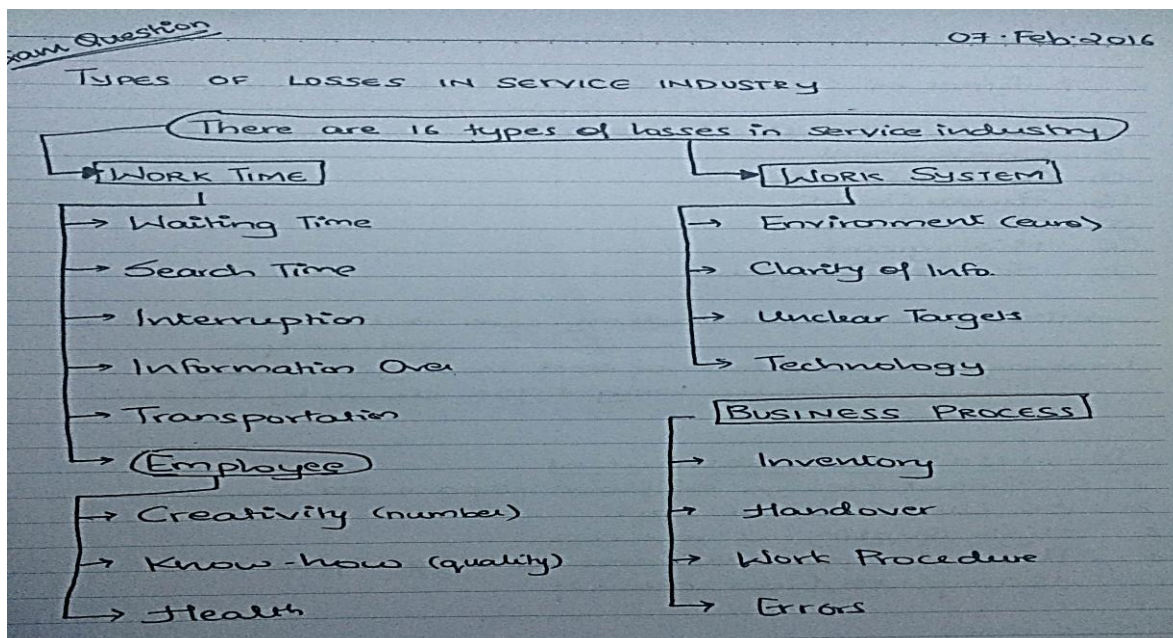 Exam Question
07.Feb.2016
TYPES OF LOSSES IN SERVICE INDUSTRY
There are 16 types of losses in service industry
WORK TIME
Waiting Time
Search Time
Interruption
Information Over
Transportation
Employee
Creativity (number)
Know-how (quality)
Health
WORK SYSTEM
Environment (euro)
Clarity of Info.
Unclear Targets
Technology
BUSINESS PROCESS
Inventory
Handover
Work Procedure
Errors